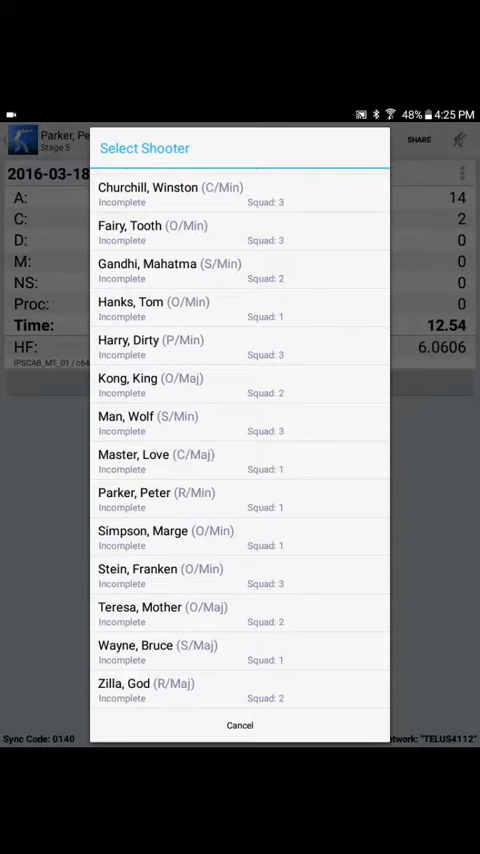 48% 4:25 PM
Parker, Pe
Stage 5
SHARE
2016-03-18
A: 14
C: 2
D: 0
M: 0
NS: 0
Proc: 0
Time: 12.54
HF: 6.0606
IPSCAB_MT_01 / c64
Select Shooter
Churchill, Winston (C/Min)
Incomplete Squad: 3
Fairy, Tooth (O/Min)
Incomplete Squad: 3
Gandhi, Mahatma (S/Min)
Incomplete Squad: 2
Hanks, Tom (O/Min)
Incomplete Squad: 1
Harry, Dirty (P/Min)
Incomplete Squad: 3
Kong, King (O/Maj)
Incomplete Squad: 2
Man, Wolf (S/Min)
Incomplete Squad: 3
Master, Love (C/Maj)
Incomplete Squad: 1
Parker, Peter (R/Min)
Incomplete Squad: 1
Simpson, Marge (O/Min)
Incomplete Squad: 1
Stein, Franken (O/Min)
Incomplete Squad: 3
Teresa, Mother (O/Maj)
Incomplete Squad: 2
Wayne, Bruce (S/Maj)
Incomplete Squad: 1
Zilla, God (R/Maj)
Incomplete Squad: 2
Cancel
Sync Code: 0140 twork: "TELUS4112"